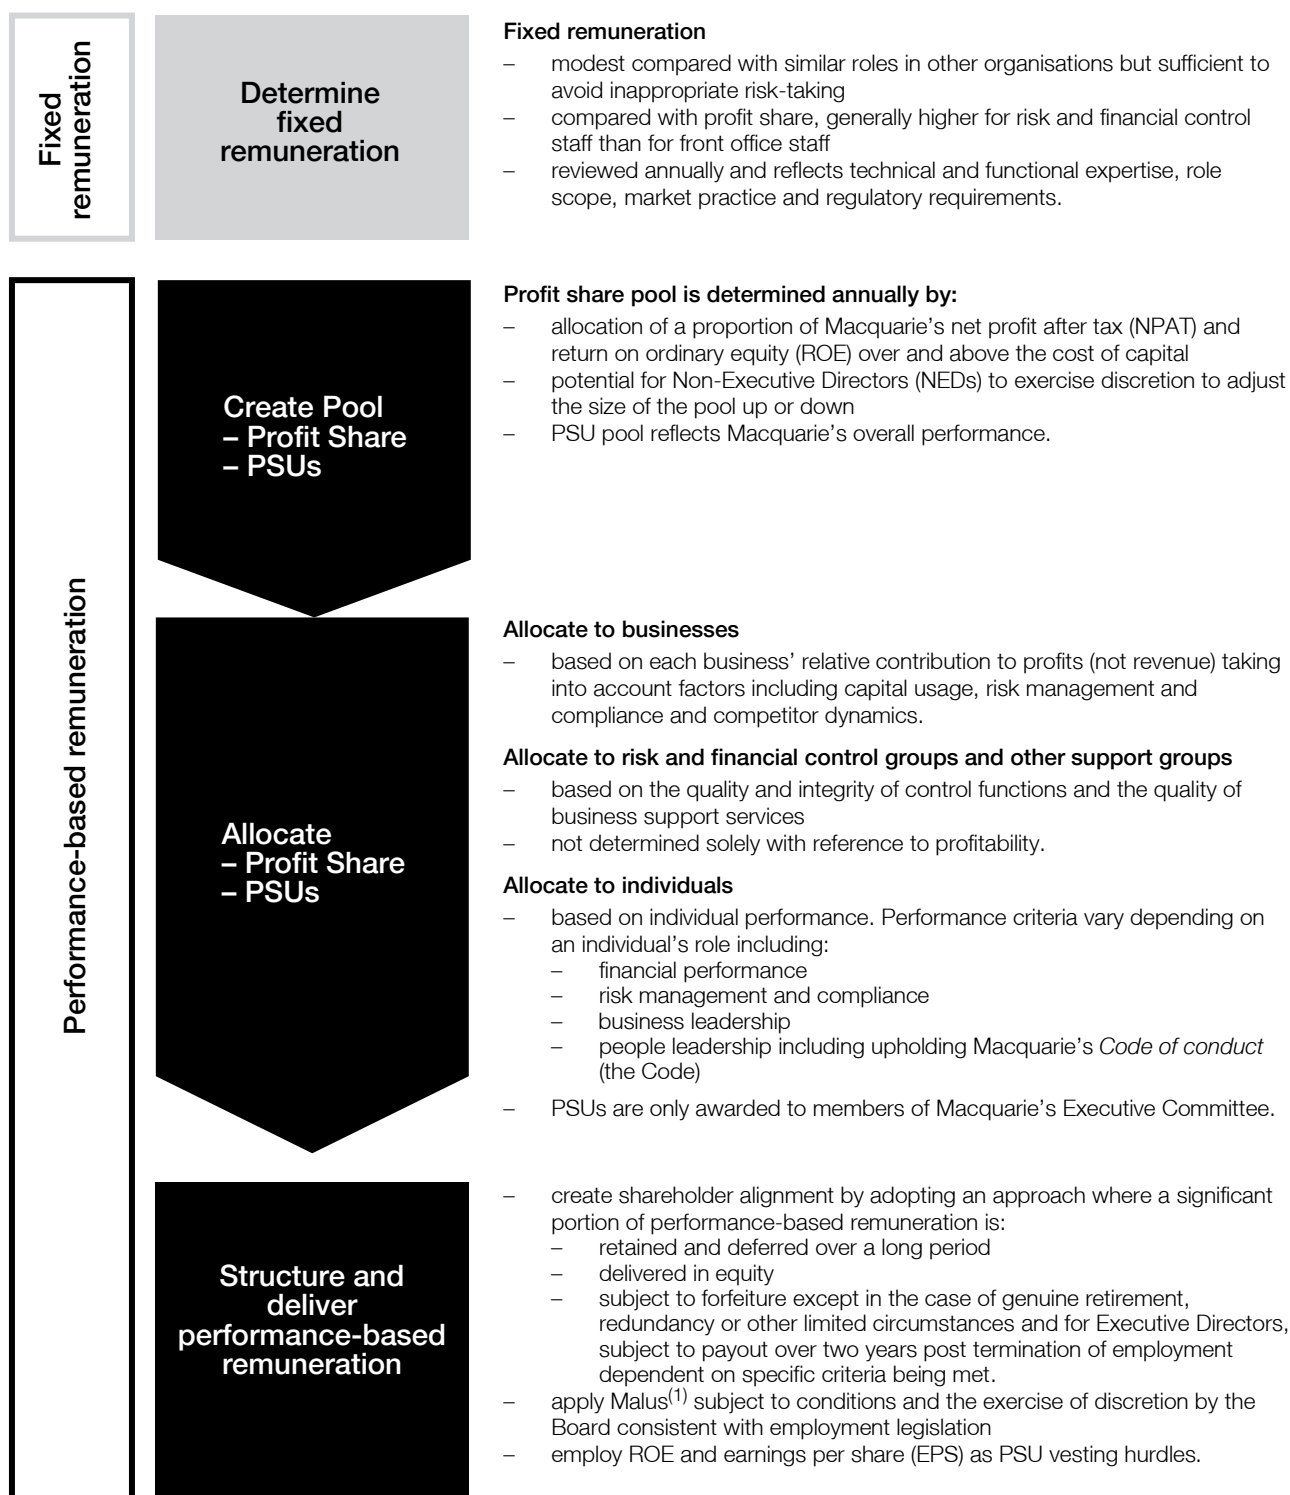 Fixed
remuneration
Determine
fixed
remuneration
Fixed remuneration
– modest compared with similar roles in other organisations but sufficient to
avoid inappropriate risk-taking
– compared with profit share, generally higher for risk and financial control
staff than for front office staff
– reviewed annually and reflects technical and functional expertise, role
scope, market practice and regulatory requirements.
Performance-based remuneration
Create Pool
– Profit Share
– PSUs
Profit share pool is determined annually by:
– allocation of a proportion of Macquarie's net profit after tax (NPAT) and
return on ordinary equity (ROE) over and above the cost of capital
– potential for Non-Executive Directors (NEDs) to exercise discretion to adjust
the size of the pool up or down
– PSU pool reflects Macquarie's overall performance.
Allocate
– Profit Share
– PSUs
Allocate to businesses
– based on each business' relative contribution to profits (not revenue) taking
into account factors including capital usage, risk management and
compliance and competitor dynamics.
Allocate to risk and financial control groups and other support groups
– based on the quality and integrity of control functions and the quality of
business support services
– not determined solely with reference to profitability.
Allocate to individuals
– based on individual performance. Performance criteria vary depending on
an individual's role including:
– financial performance
– risk management and compliance
– business leadership
– people leadership including upholding Macquarie's Code of conduct
(the Code)
– PSUs are only awarded to members of Macquarie's Executive Committee.
Structure and
deliver
performance-based
remuneration
– create shareholder alignment by adopting an approach where a significant
portion of performance-based remuneration is:
– retained and deferred over a long period
– delivered in equity
– subject to forfeiture except in the case of genuine retirement,
redundancy or other limited circumstances and for Executive Directors,
subject to payout over two years post termination of employment
dependent on specific criteria being met.
– apply Malus(1) subject to conditions and the exercise of discretion by the
Board consistent with employment legislation
– employ ROE and earnings per share (EPS) as PSU vesting hurdles.